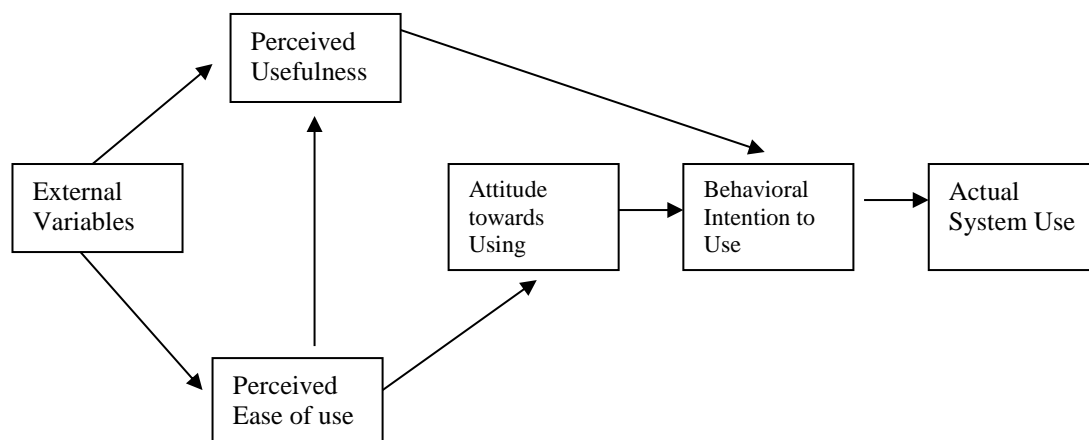 Perceived
Usefulness
External
Variables
Attitude
towards
Using
Behavioral
Intention to
Use
Actual
System Use
Perceived
Ease of use